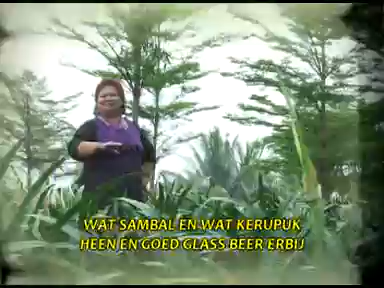 WAT SAMBAL EN WAT KERUPUK
HEEN EN GOED GLASS BEER ERBIJ